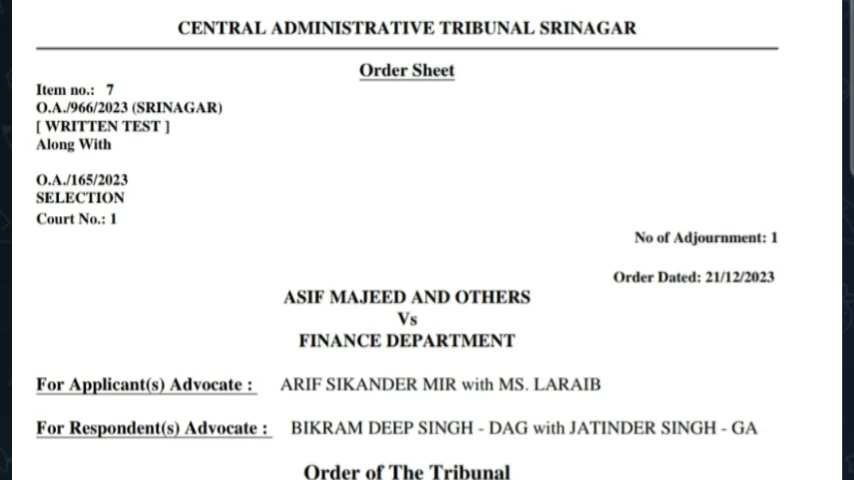 CENTRAL ADMINISTRATIVE TRIBUNAL SRINAGAR
Order Sheet
Item no.: 7
O.A./966/2023 (SRINAGAR)
[ WRITTEN TEST ]
Along With
O.A./165/2023
SELECTION
Court No.: 1
No of Adjournment: 1
Order Dated: 21/12/2023
ASIF MAJEED AND OTHERS
Vs
FINANCE DEPARTMENT
For Applicant(s) Advocate : ARIF SIKANDER MIR with MS. LARAIB
For Respondent(s) Advocate : BIKRAM DEEP SINGH - DAG with JATINDER SINGH - GA
Order of The Tribunal